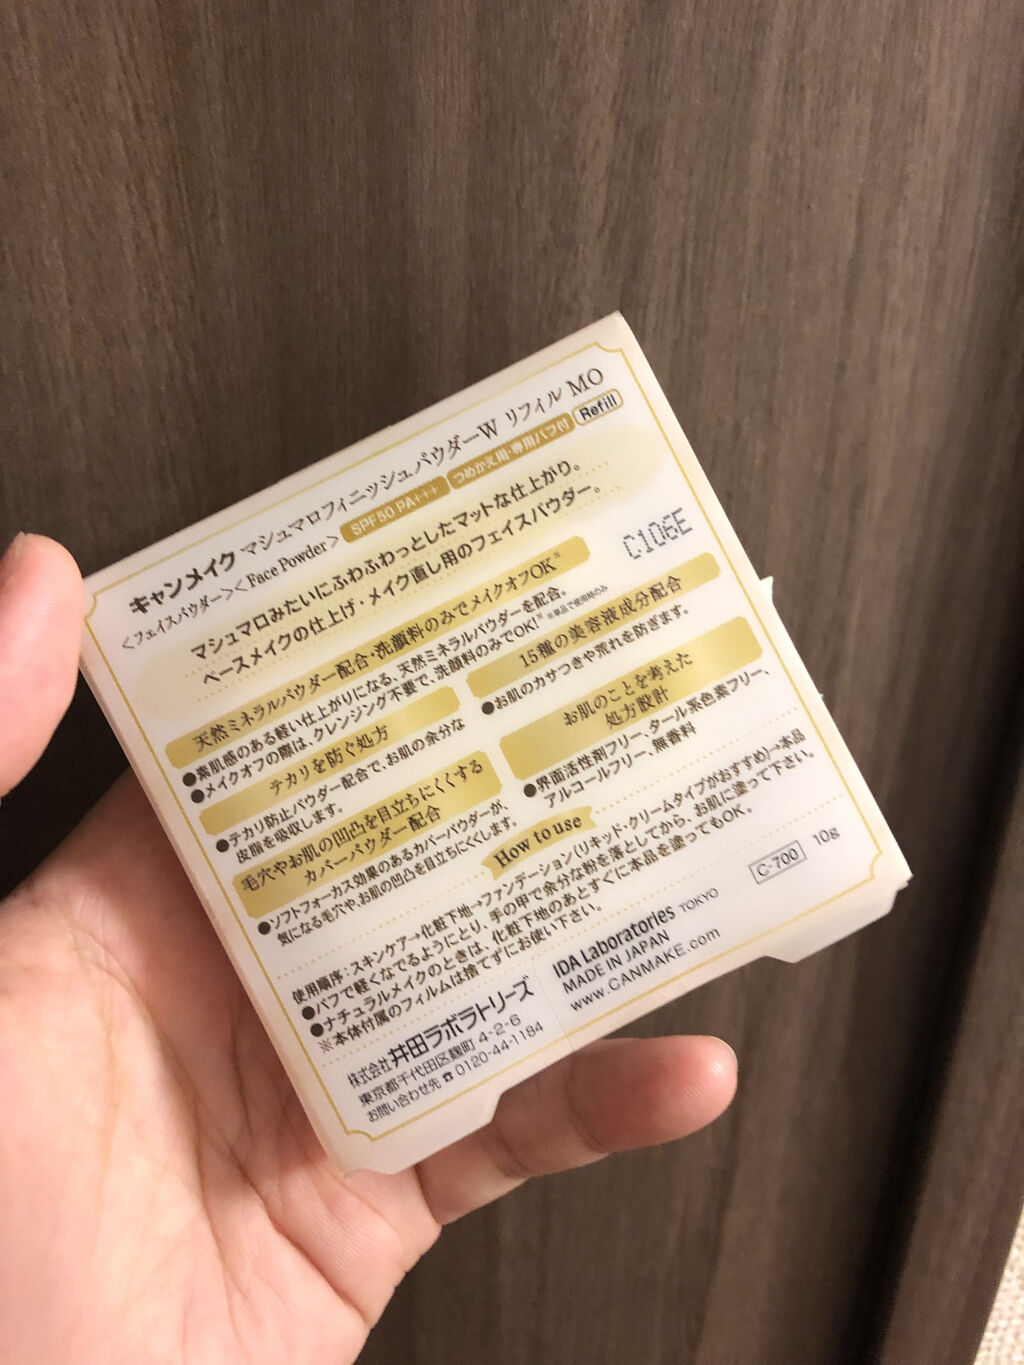 キャンメイク マシュマロフィニッシュパウダーW リフィル MO
<フェイスパウダー><Face Powder> SPF50 PA+++ つめかえ用・専用パフ付 Refill
マシュマロみたいにふわふわっとしたマットな仕上がり。
ベースメイクの仕上げ・メイク直し用のフェイスパウダー。
C106E
天然ミネラルパウダー配合・洗顔料のみでメイクオフOK※
●素肌感のある軽い仕上がりになる、天然ミネラルパウダーを配合。
●メイクオフの際は、クレンジング不要で、洗顔料のみでOK!※ ※単品で使用時のみ
テカリを防ぐ処方
●テカリ防止パウダー配合で、お肌の余分な
皮脂を吸収します。
毛穴やお肌の凹凸を目立ちにくくする
カバーパウダー配合
●ソフトフォーカス効果のあるカバーパウダーが、
気になる毛穴や、お肌の凹凸を目立ちにくくします。
15種の美容液成分配合
●お肌のカサつきや荒れを防ぎます。
お肌のことを考えた
処方設計
●界面活性剤フリー、タール系色素フリー、
アルコールフリー、無香料
How to use
使用順序:スキンケア→化粧下地→ファンデーション(リキッド・クリームタイプがおすすめ)→本品
●パフで軽くなでるようにとり、手の甲で余分な粉を落としてから、お肌に塗って下さい。
●ナチュラルメイクのときは、化粧下地のあとすぐに本品を塗ってもOK。
※本体付属のフィルムは捨てずにお使い下さい。
株式会社井田ラボラトリーズ
東京都千代田区麹町 4-2-6
お問い合わせ先 ☎ 0120-44-1184
IDA Laboratories TOKYO
MADE IN JAPAN
www.CANMAKE.com
C-700 10g